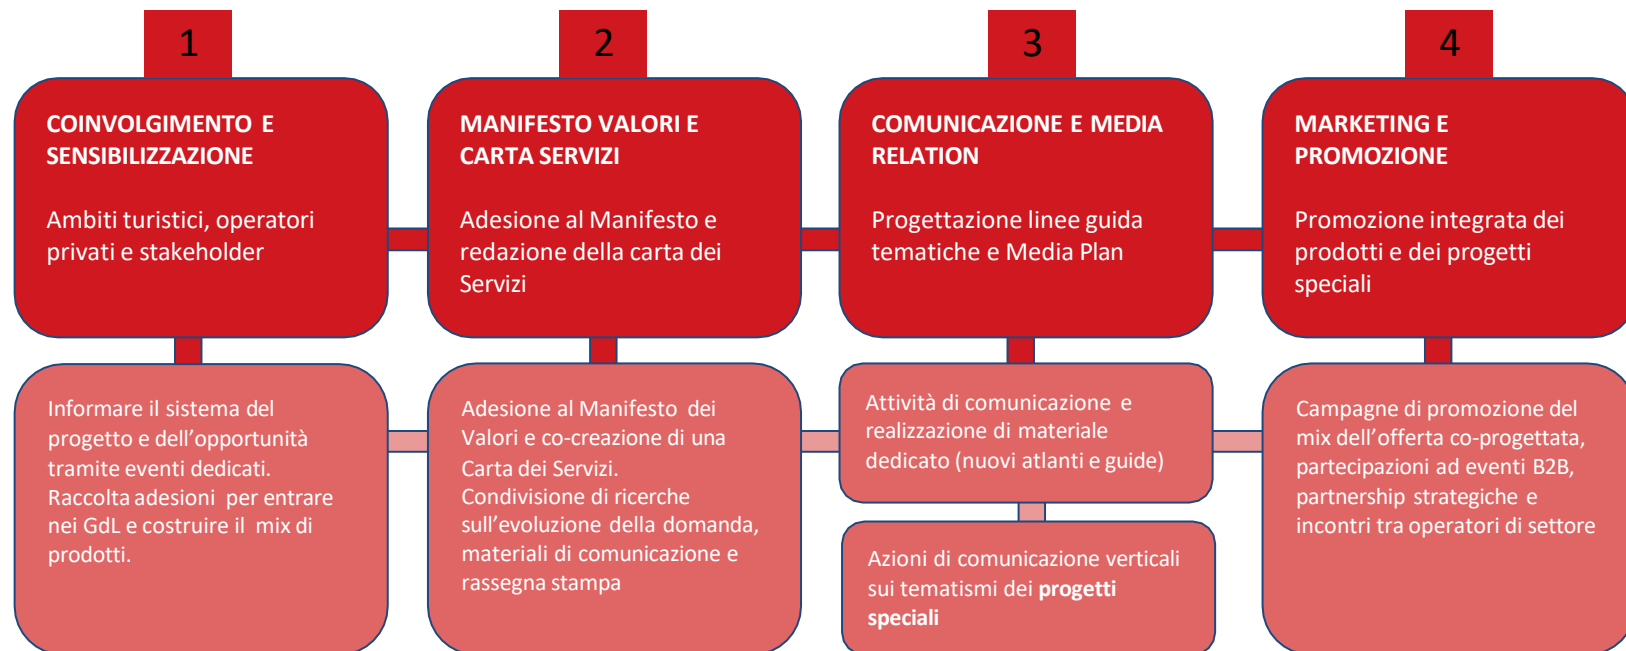 1
COINVOLGIMENTO E
SENSIBILIZZAZIONE
Ambiti turistici, operatori
privati e stakeholder
Informare il sistema del
progetto e dell’opportunità
tramite eventi dedicati.
Raccolta adesioni per entrare
nei GdL e costruire il mix di
prodotti.
2
MANIFESTO VALORI E
CARTA SERVIZI
Adesione al Manifesto e
redazione della carta dei
Servizi
Adesione al Manifesto dei
Valori e co-creazione di una
Carta dei Servizi.
Condivisione di ricerche
sull’evoluzione della domanda,
materiali di comunicazione e
rassegna stampa
3
COMUNICAZIONE E MEDIA
RELATION
Progettazione linee guida
tematiche e Media Plan
Attività di comunicazione e
realizzazione di materiale
dedicato (nuovi atlanti e guide)
Azioni di comunicazione verticali
sui tematismi dei progetti
speciali
4
MARKETING E
PROMOZIONE
Promozione integrata dei
prodotti e dei progetti
speciali
Campagne di promozione del
mix dell’offerta co-progettata,
partecipazioni ad eventi B2B,
partnership strategiche e
incontri tra operatori di settore